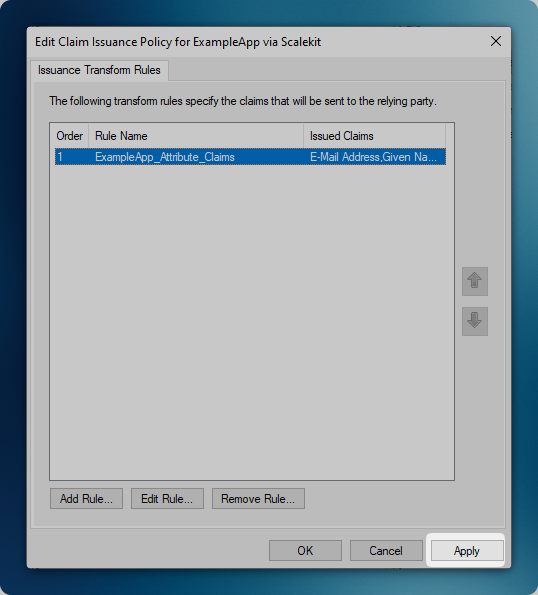 Edit Claim Issuance Policy for ExampleApp via Scalekit
Issuance Transform Rules
The following transform rules specify the claims that will be sent to the relying party.
Order Rule Name Issued Claims
1 ExampleApp_Attribute_Claims E-Mail Address,Given Na...
Add Rule... Edit Rule... Remove Rule...
OK Cancel Apply